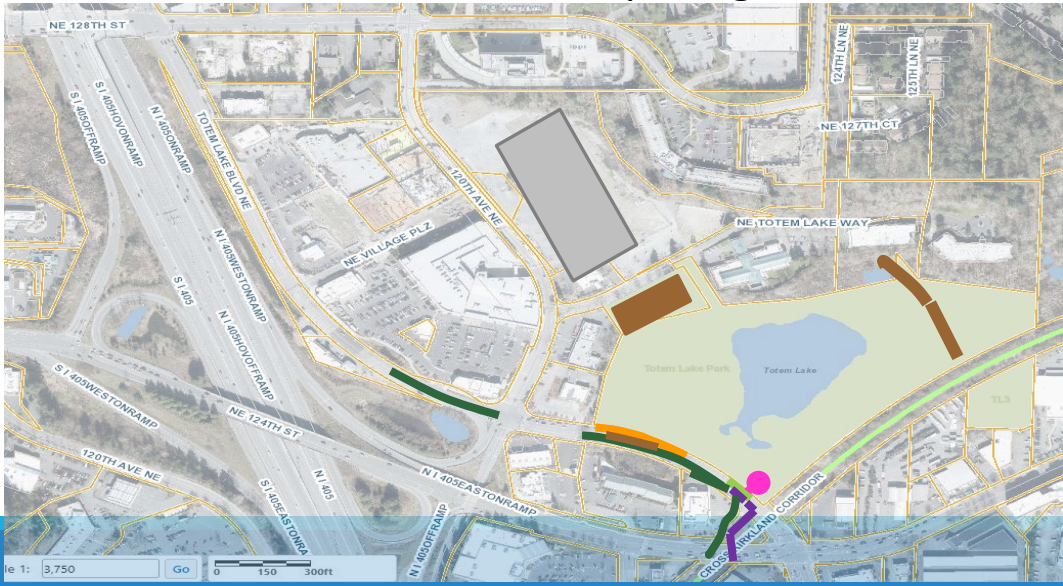 NE 128TH ST
124TH LN NE
125TH LN NE
S I 405OFFRAMP
S I 405HOVONRAMP
N I 405ONRAMP
TOTEM LAKE BLVD NE
NE 127TH CT
120TH AVE NE
NE TOTEM LAKE WAY
NE VILLAGE PLZ
N I 405WESTONRAMP
S I 405
N I 405HOVOFFRAMP
Totem Lake Park
Totem Lake
S I 405WESTONRAMP
NE 124TH ST
TL3
120TH AVE NE
N I 405EASTONRAMP
N I 405
S I 405EASTONRA
N I 405OFFRAMP
CROSS KIRKLAND CORRIDOR
le 1: 3,750 Go
0 150 300ft